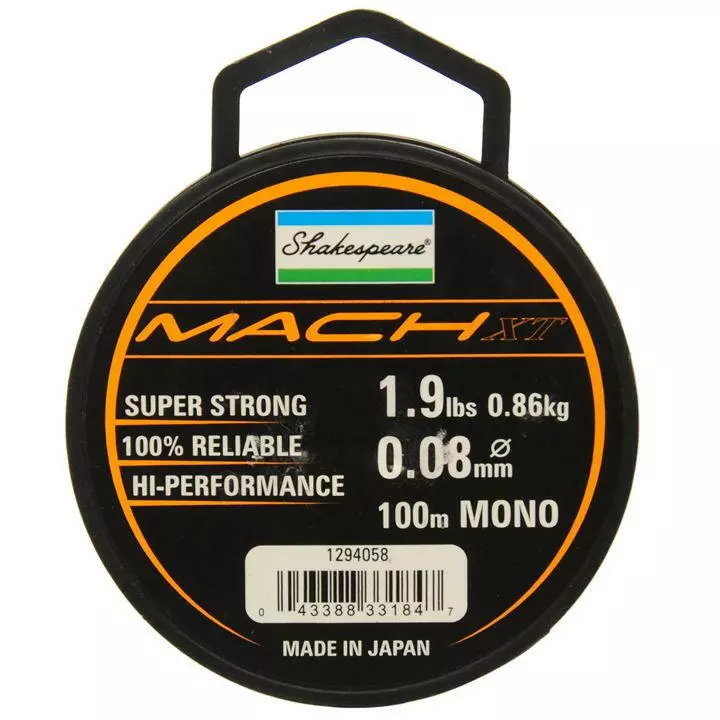 Shakespeare®
MACH XT
SUPER STRONG
100% RELIABLE
HI-PERFORMANCE
1.9lbs 0.86kg
0.08mm ø
100m MONO
1294058
0 43388 33184 7
MADE IN JAPAN